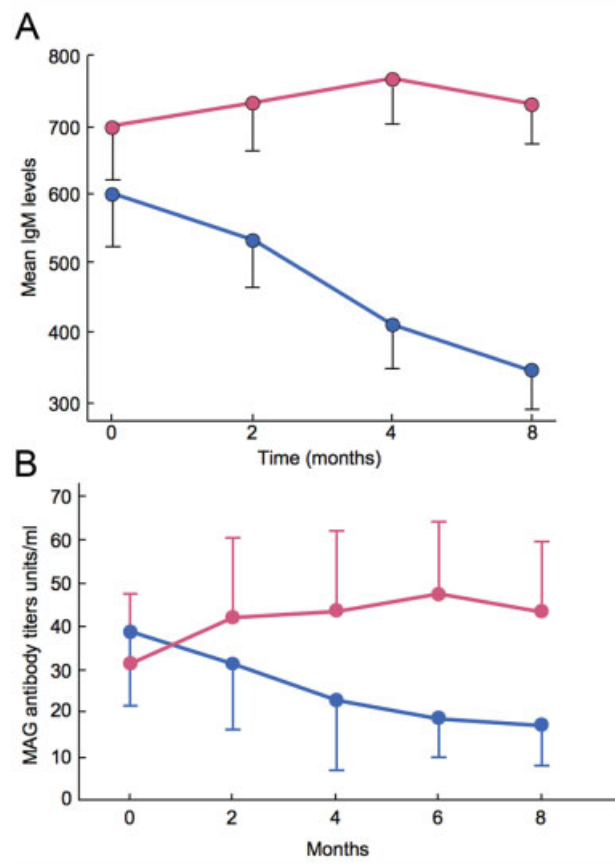 A
800
700
600
500
400
300
Mean IgM levels
0 2 4 8
Time (months)
B
70
60
50
40
30
20
10
0
MAG antibody titers units/ml
0 2 4 6 8
Months